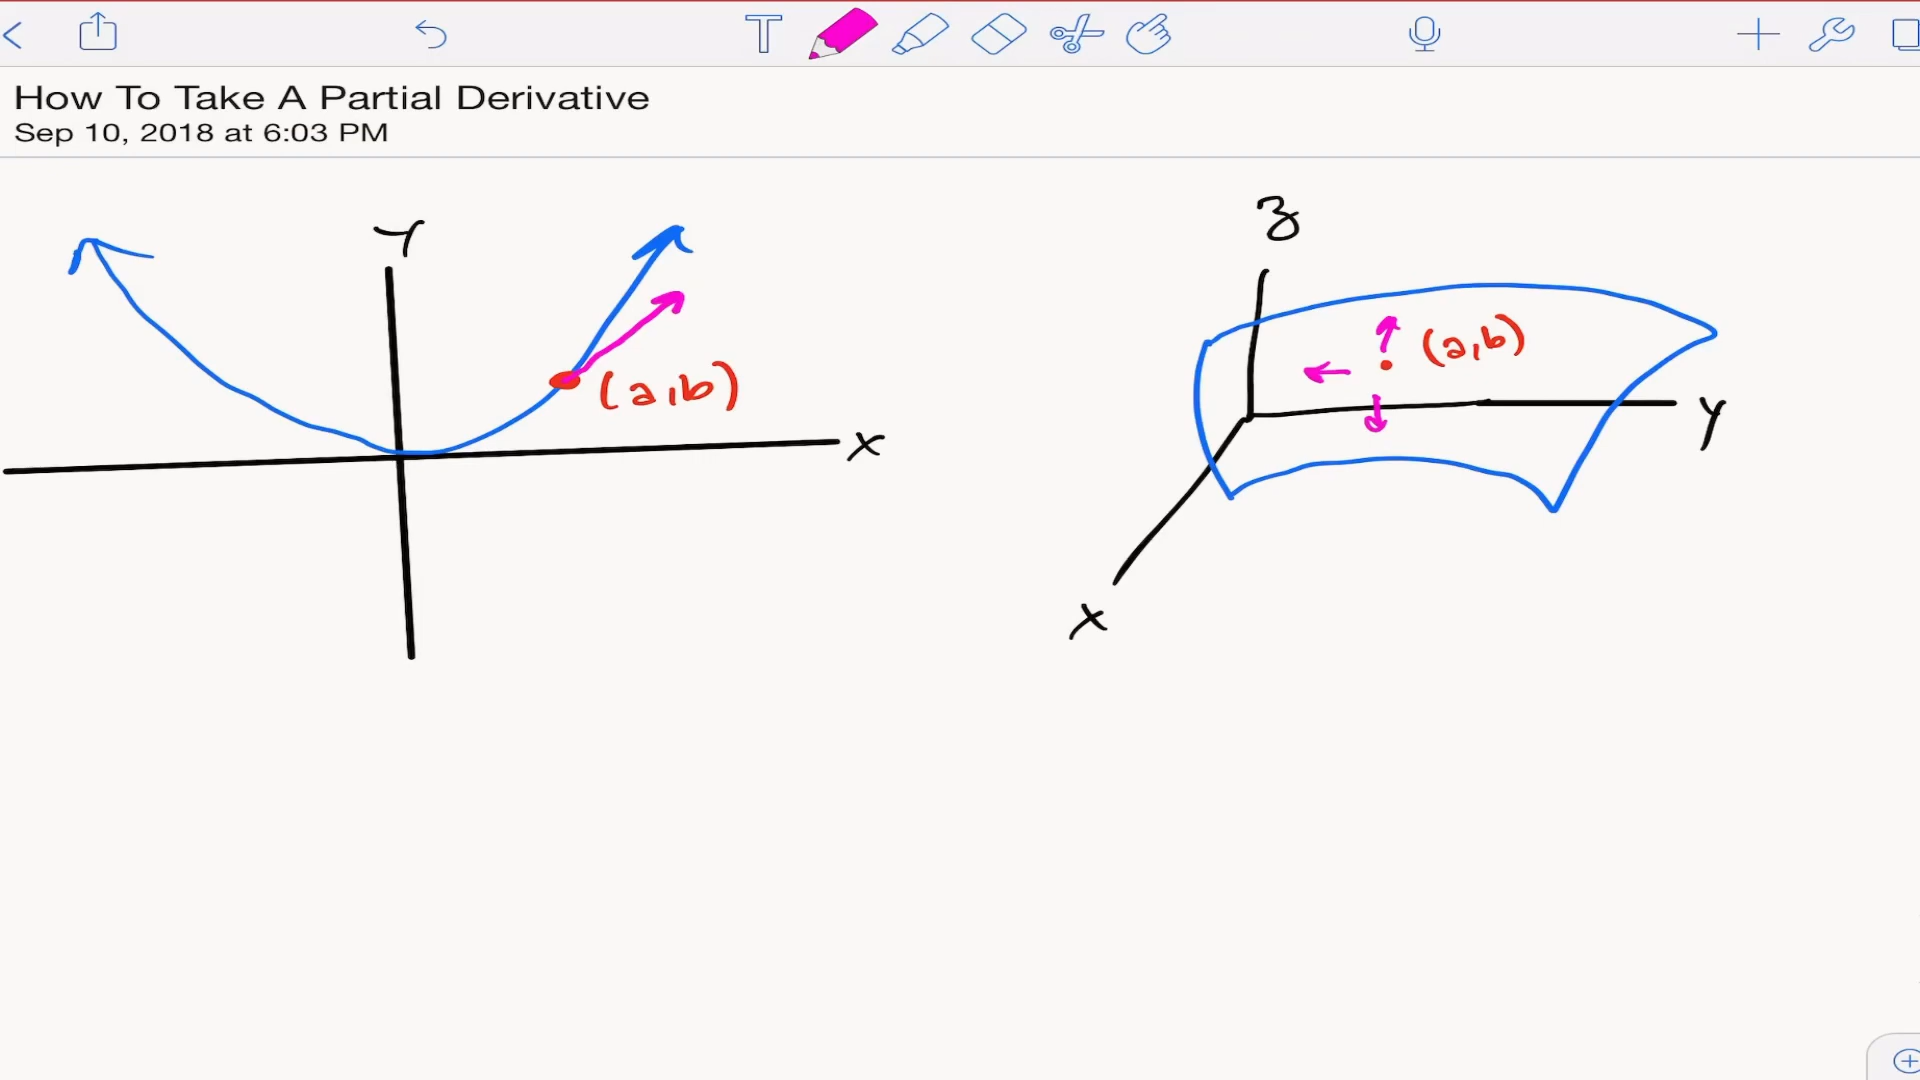 How To Take A Partial Derivative
Sep 10, 2018 at 6:03 PM
Y
(a,b)
X
z
(a,b)
y
x